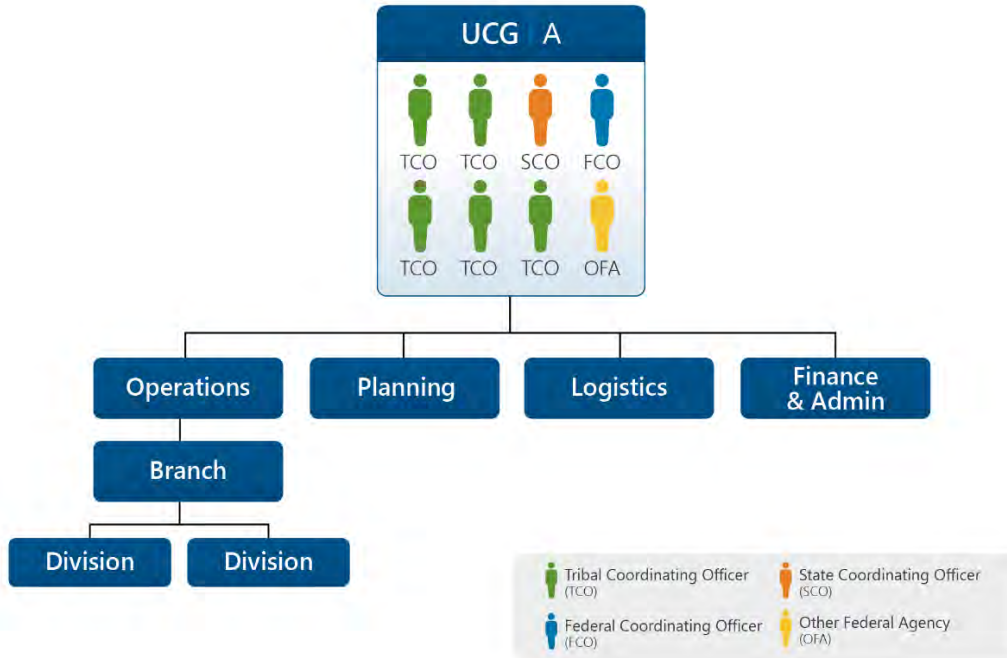 UCG A
TCO TCO SCO FCO
TCO TCO TCO OFA
Operations Planning Logistics Finance
& Admin
Branch
Division Division
Tribal Coordinating Officer
(TCO)
State Coordinating Officer
(SCO)
Federal Coordinating Officer
(FCO)
Other Federal Agency
(OFA)